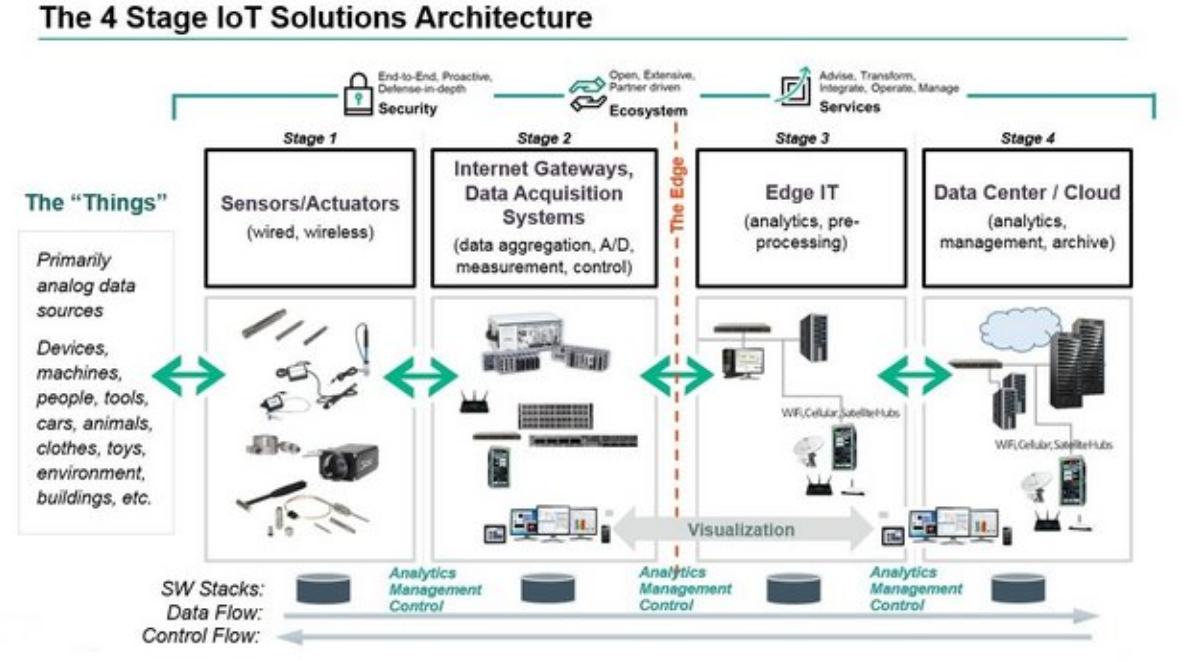 The 4 Stage IoT Solutions Architecture
End-to-End, Proactive,
Defense-in-depth
Security
Open, Extensive,
Partner driven
Ecosystem
Advise, Transform,
Integrate, Operate, Manage
Services
Stage 1
Stage 2
Stage 3
Stage 4
The "Things"
Primarily
analog data
sources
Devices,
machines,
people, tools,
cars, animals,
clothes, toys,
environment,
buildings, etc.
Sensors/Actuators
(wired, wireless)
Internet Gateways,
Data Acquisition
Systems
(data aggregation, A/D,
measurement, control)
The Edge
Edge IT
(analytics, pre-
processing)
Data Center / Cloud
(analytics,
management, archive)
WiFi,Cellular,SatelliteHubs
WiFi,Cellular,SatelliteHubs
Visualization
SW Stacks:
Analytics
Management
Control
Analytics
Management
Control
Analytics
Management
Control
Data Flow:
Control Flow: